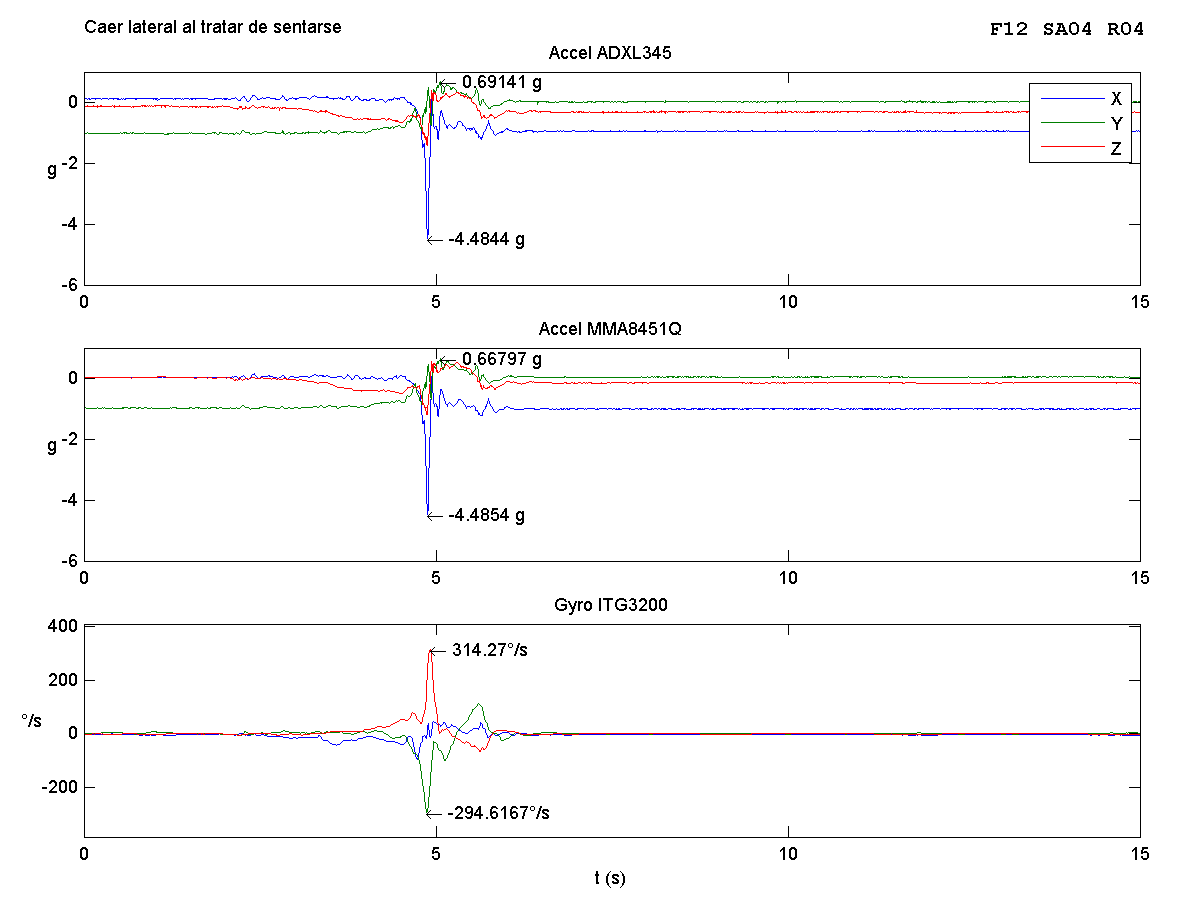 Caer lateral al tratar de sentarse
F12 SA04 R04
Accel ADXL345
0.69141 g
X
Y
Z
0
-2
-4
-6
g
-4.4844 g
0 5 10 15
Accel MMA8451Q
0.66797 g
0
-2
-4
-6
g
-4.4854 g
0 5 10 15
Gyro ITG3200
400
200
0
-200
°/s
314.27°/s
-294.6167°/s
0 5 10 15
t (s)